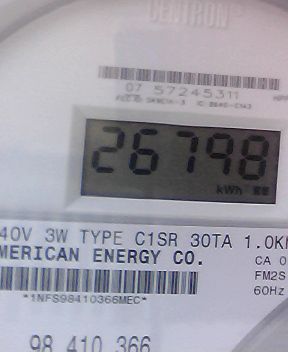 CENTRON
07 57245311
26798
kWh
40V 3W TYPE C1SR 30TA 1.0K
MERICAN ENERGY CO.
CA 0
FM2S
60Hz
*1NFS98410366MEC*
98 410 366